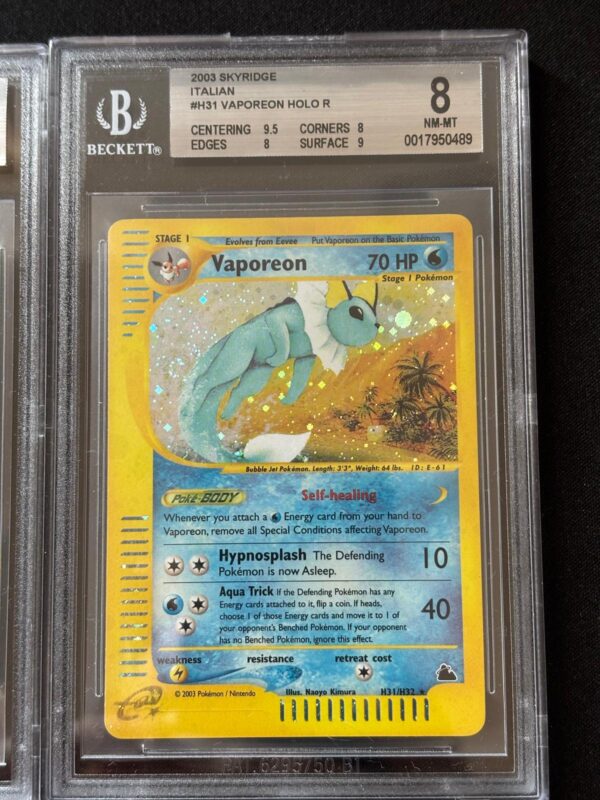 2003 SKYRIDGE
ITALIAN
#H31 VAPOREON HOLO R
CENTERING 9.5 CORNERS 8
EDGES 8 SURFACE 9
8
NM-MT
0017950489
B
BECKETT®
STAGE 1 Evolves from Eevee Put Vaporeon on the Basic Pokémon
Vaporeon 70 HP
Stage 1 Pokémon
Bubble Jet Pokémon. Length: 3'3", Weight: 64 lbs. ID: E-61
Poké-BODY Self-healing
Whenever you attach a Energy card from your hand to
Vaporeon, remove all Special Conditions affecting Vaporeon.
Hypnosplash The Defending 10
Pokémon is now Asleep.
Aqua Trick If the Defending Pokémon has any
Energy cards attached to it, flip a coin. If heads,
choose 1 of those Energy cards and move it to 1 of 40
your opponent's Benched Pokémon. If your opponent
has no Benched Pokémon, ignore this effect.
weakness resistance retreat cost
© 2003 Pokémon / Nintendo Illus. Naoyo Kimura H31/H32 ★